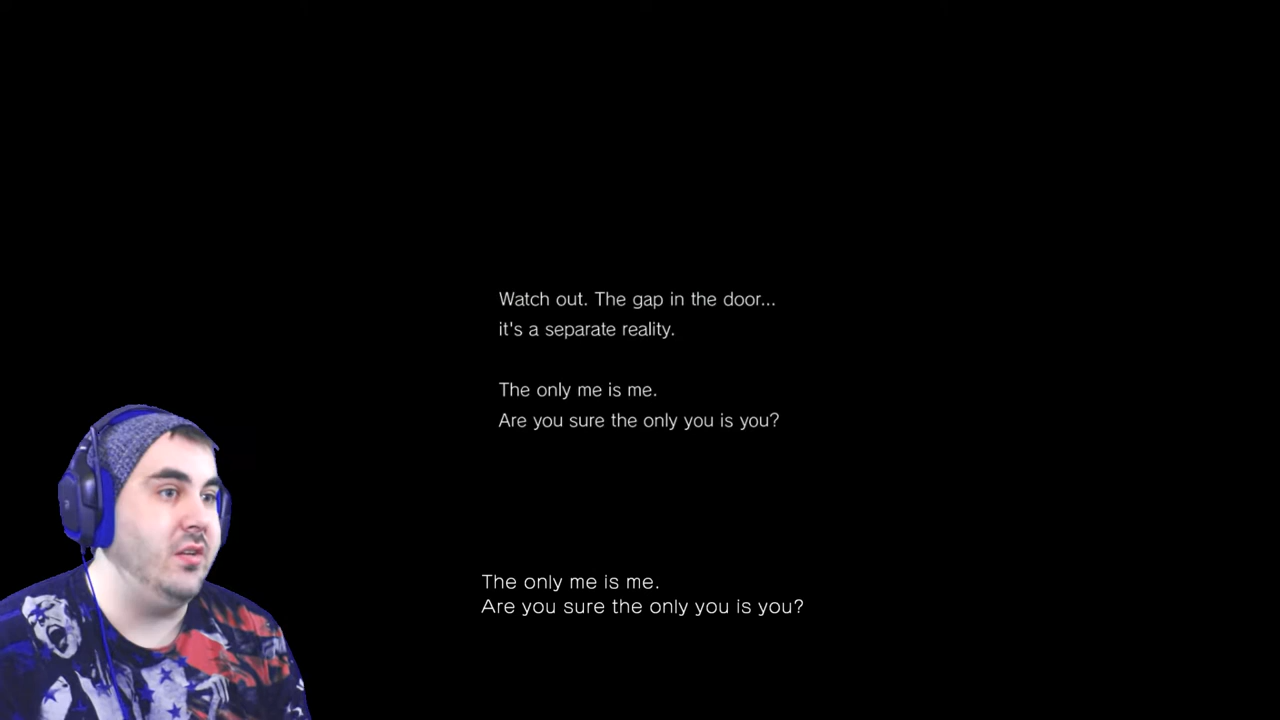 Watch out. The gap in the door...
it's a separate reality.
The only me is me.
Are you sure the only you is you?
The only me is me.
Are you sure the only you is you?